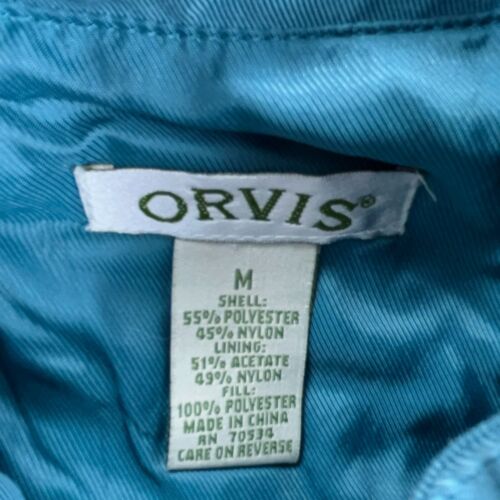 ORVIS®
M
SHELL:
55% POLYESTER
45% NYLON
LINING:
51% ACETATE
49% NYLON
FILL:
100% POLYESTER
MADE IN CHINA
RN 70534
CARE ON REVERSE